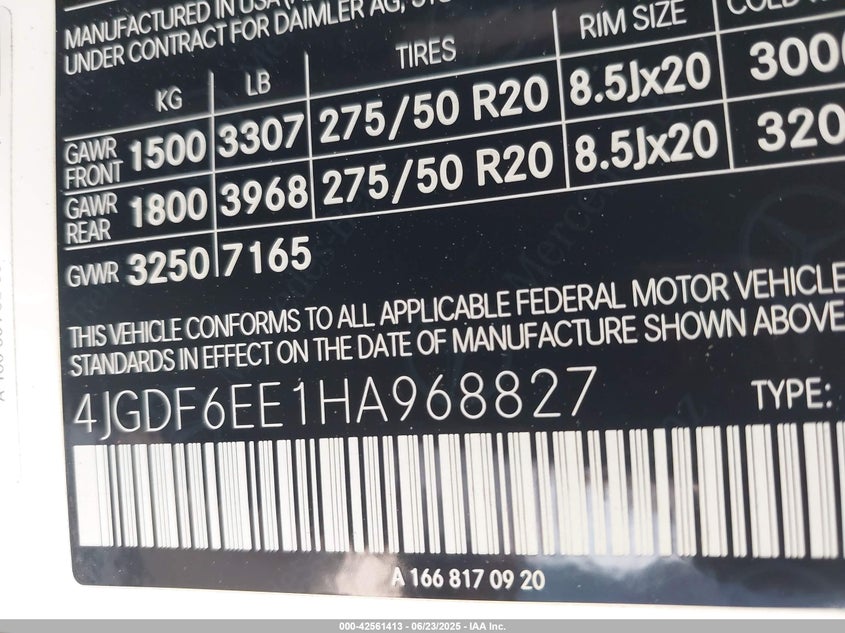 MANUFACTURED IN USA
UNDER CONTRACT FOR DAIMLER AG,
KG LB TIRES RIM SIZE
GAWR FRONT 1500 3307 275/50 R20 8.5Jx20 300
GAWR REAR 1800 3968 275/50 R20 8.5Jx20 320
GVWR 3250 7165
THIS VEHICLE CONFORMS TO ALL APPLICABLE FEDERAL MOTOR VEHICLE
STANDARDS IN EFFECT ON THE DATE OF MANUFACTURE SHOWN ABOVE
4JGDF6EE1HA968827 TYPE:
A 166 817 09 20
000-42561413 - 06/23/2025 - IAA Inc.